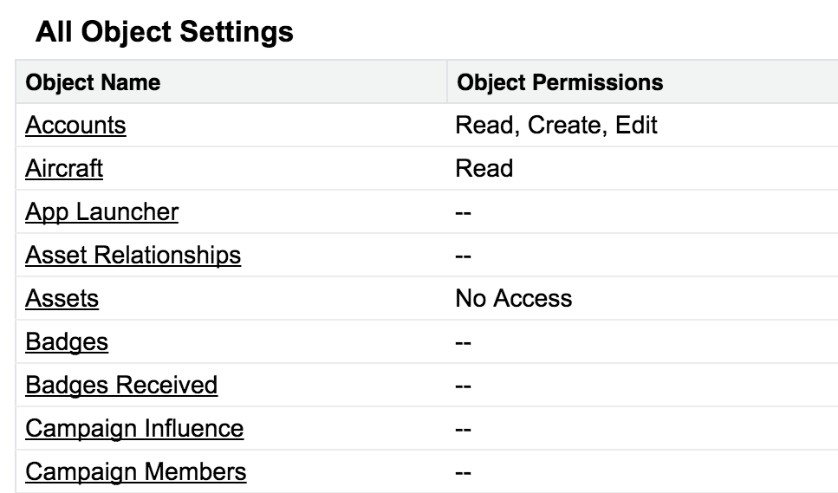 All Object Settings
Object Name Object Permissions
Accounts Read, Create, Edit
Aircraft Read
App Launcher --
Asset Relationships --
Assets No Access
Badges --
Badges Received --
Campaign Influence --
Campaign Members --